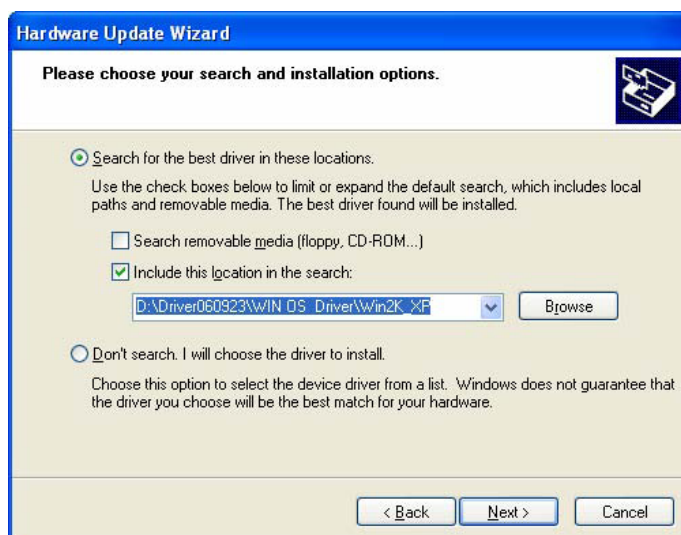 Hardware Update Wizard
Please choose your search and installation options.
Search for the best driver in these locations.
Use the check boxes below to limit or expand the default search, which includes local
paths and removable media. The best driver found will be installed.
Search removable media (floppy, CD-ROM...)
Include this location in the search:
D:\Driver060923\WIN OS Driver\Win2K_XP
Browse
Don't search. I will choose the driver to install.
Choose this option to select the device driver from a list. Windows does not guarantee that
the driver you choose will be the best match for your hardware.
< Back
Next >
Cancel